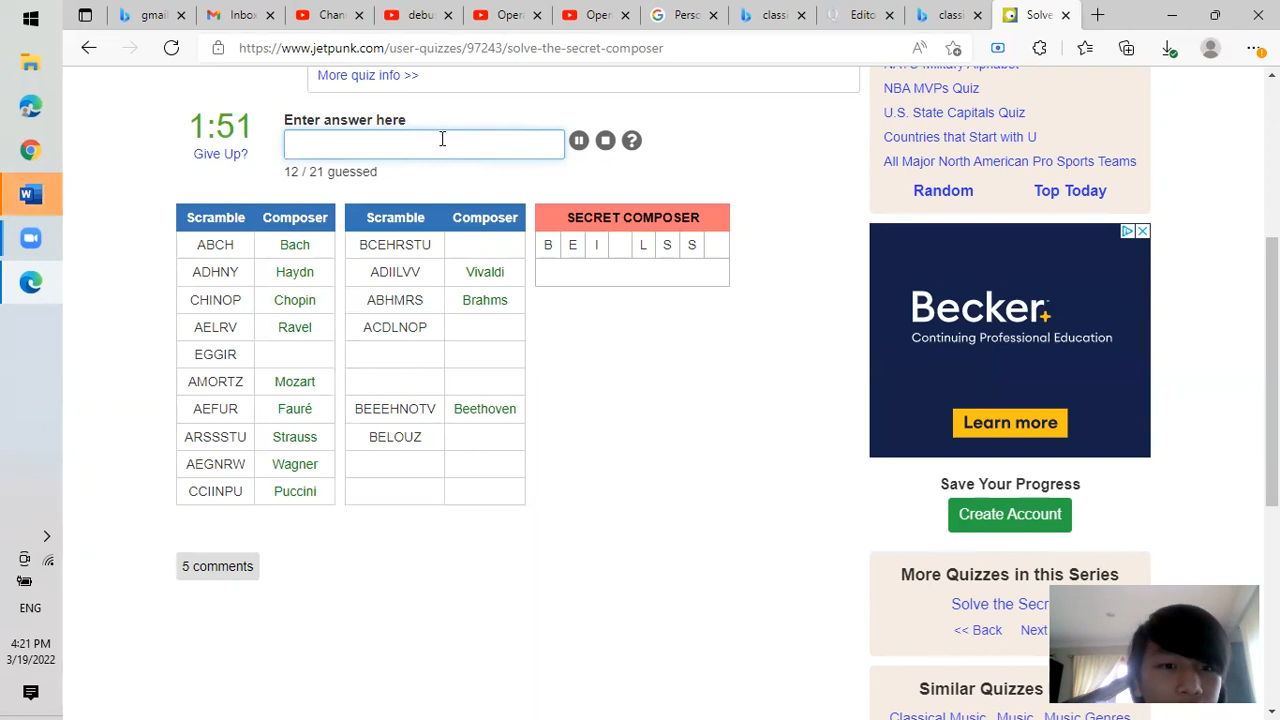 gmail
Gmail
Chan
debu
Oper
Oper
Perso
class
Edito
class
Solve
https://www.jetpunk.com/user-quizzes/97243/solve-the-secret-composer
More quiz info >>
1:51
Give Up?
Enter answer here
12 / 21 guessed
Scramble Composer
ABCH Bach
ADHNY Haydn
CHINOP Chopin
AELRV Ravel
EGGIR
AMORTZ Mozart
AEFUR Fauré
ARSSSTU Strauss
AEGNRW Wagner
CCIINPU Puccini
Scramble Composer
BCEHRSTU
ADIILVV Vivaldi
ABHMRS Brahms
ACDLNOP
BEEEHNOTV Beethoven
BELOUZ
SECRET COMPOSER
B E I L S S
5 comments
NATO Military Alphabet
NBA MVPs Quiz
U.S. State Capitals Quiz
Countries that Start with U
All Major North American Pro Sports Teams
Random Top Today
Becker+
Continuing Professional Education
Learn more
Save Your Progress
Create Account
More Quizzes in this Series
Solve the Secr
<< Back Next
Similar Quizzes
Classical Music Music Music Genres
ENG
4:21 PM
3/19/2022